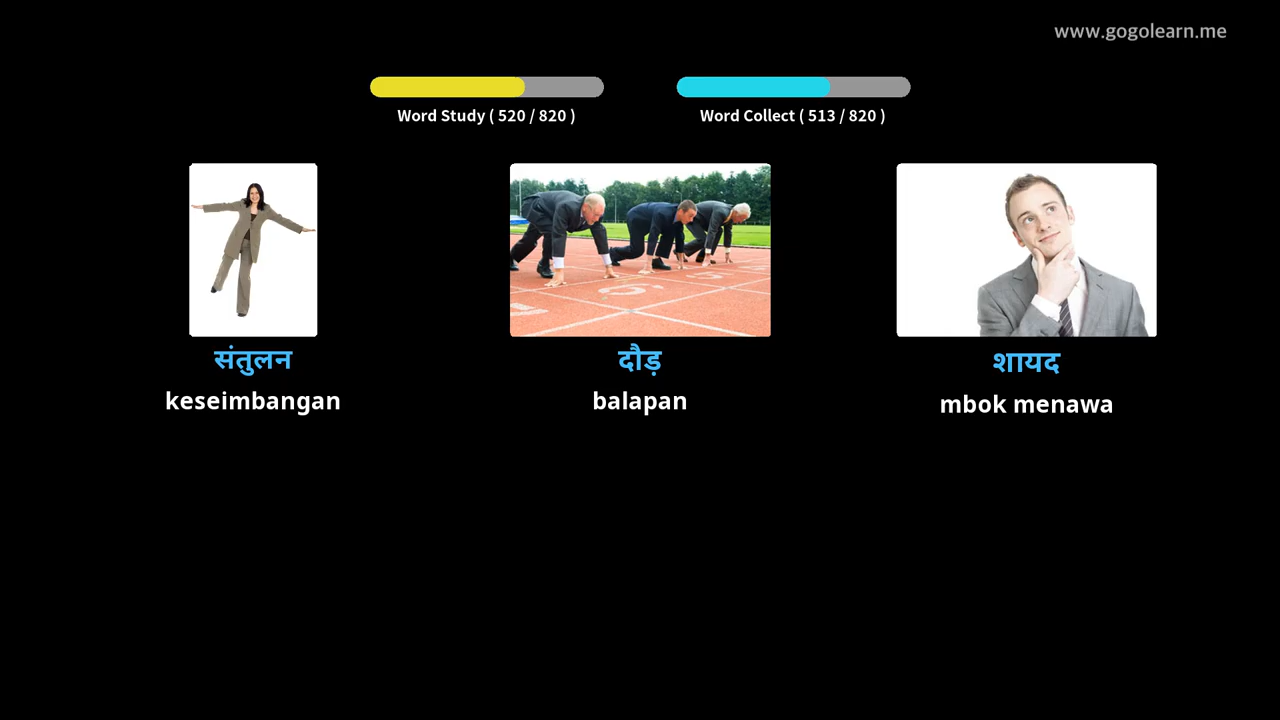 www.gogolearn.me
Word Study ( 520 / 820 )
Word Collect ( 513 / 820 )
संतुलन
दौड़
शायद
keseimbangan
balapan
mbok menawa